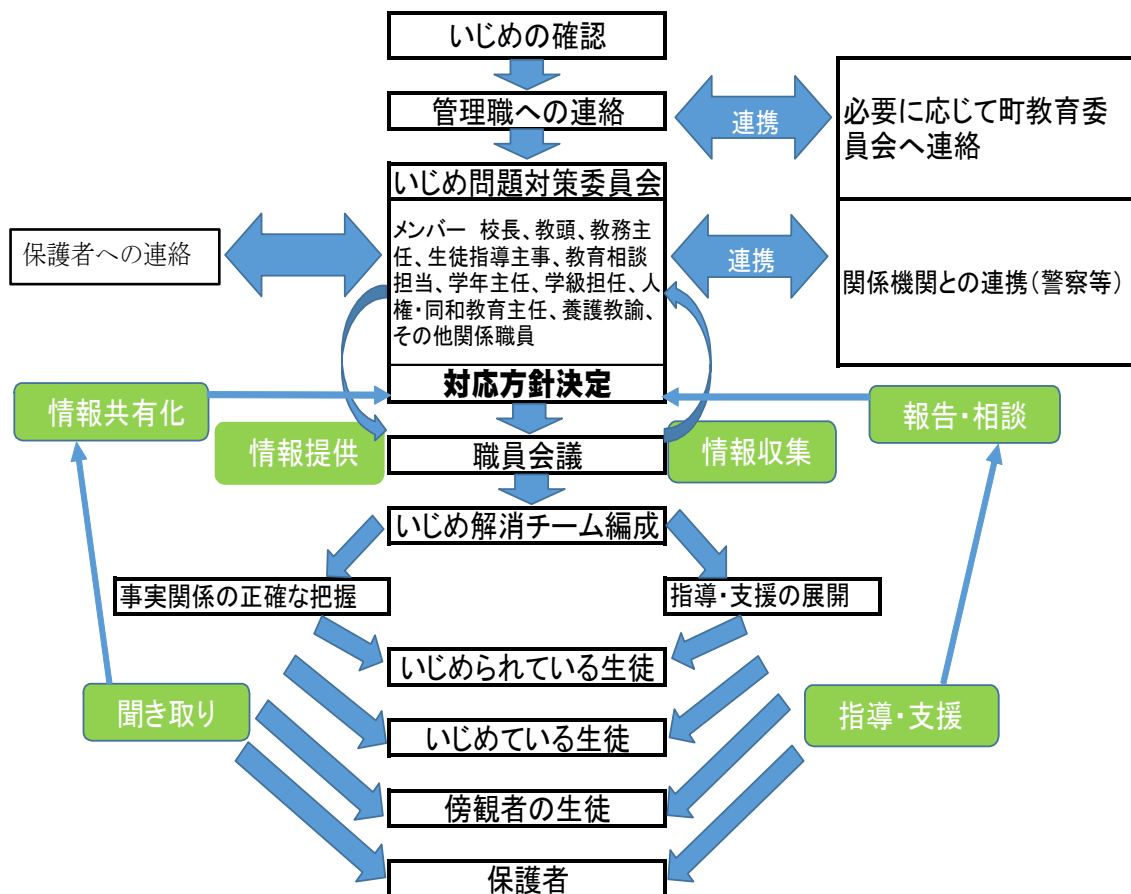 いじめの確認
管理職への連絡
連携
必要に応じて町教育委
員会へ連絡
いじめ問題対策委員会
メンバー 校長、教頭、教務主
任、生徒指導主事、教育相談
担当、学年主任、学級担任、人
権・同和教育主任、養護教諭、
その他関係職員
保護者への連絡
連携
関係機関との連携（警察等）
対応方針決定
情報共有化
報告・相談
情報提供
職員会議
情報収集
いじめ解消チーム編成
事実関係の正確な把握
指導・支援の展開
いじめられている生徒
聞き取り
いじめている生徒
指導・支援
傍観者の生徒
保護者